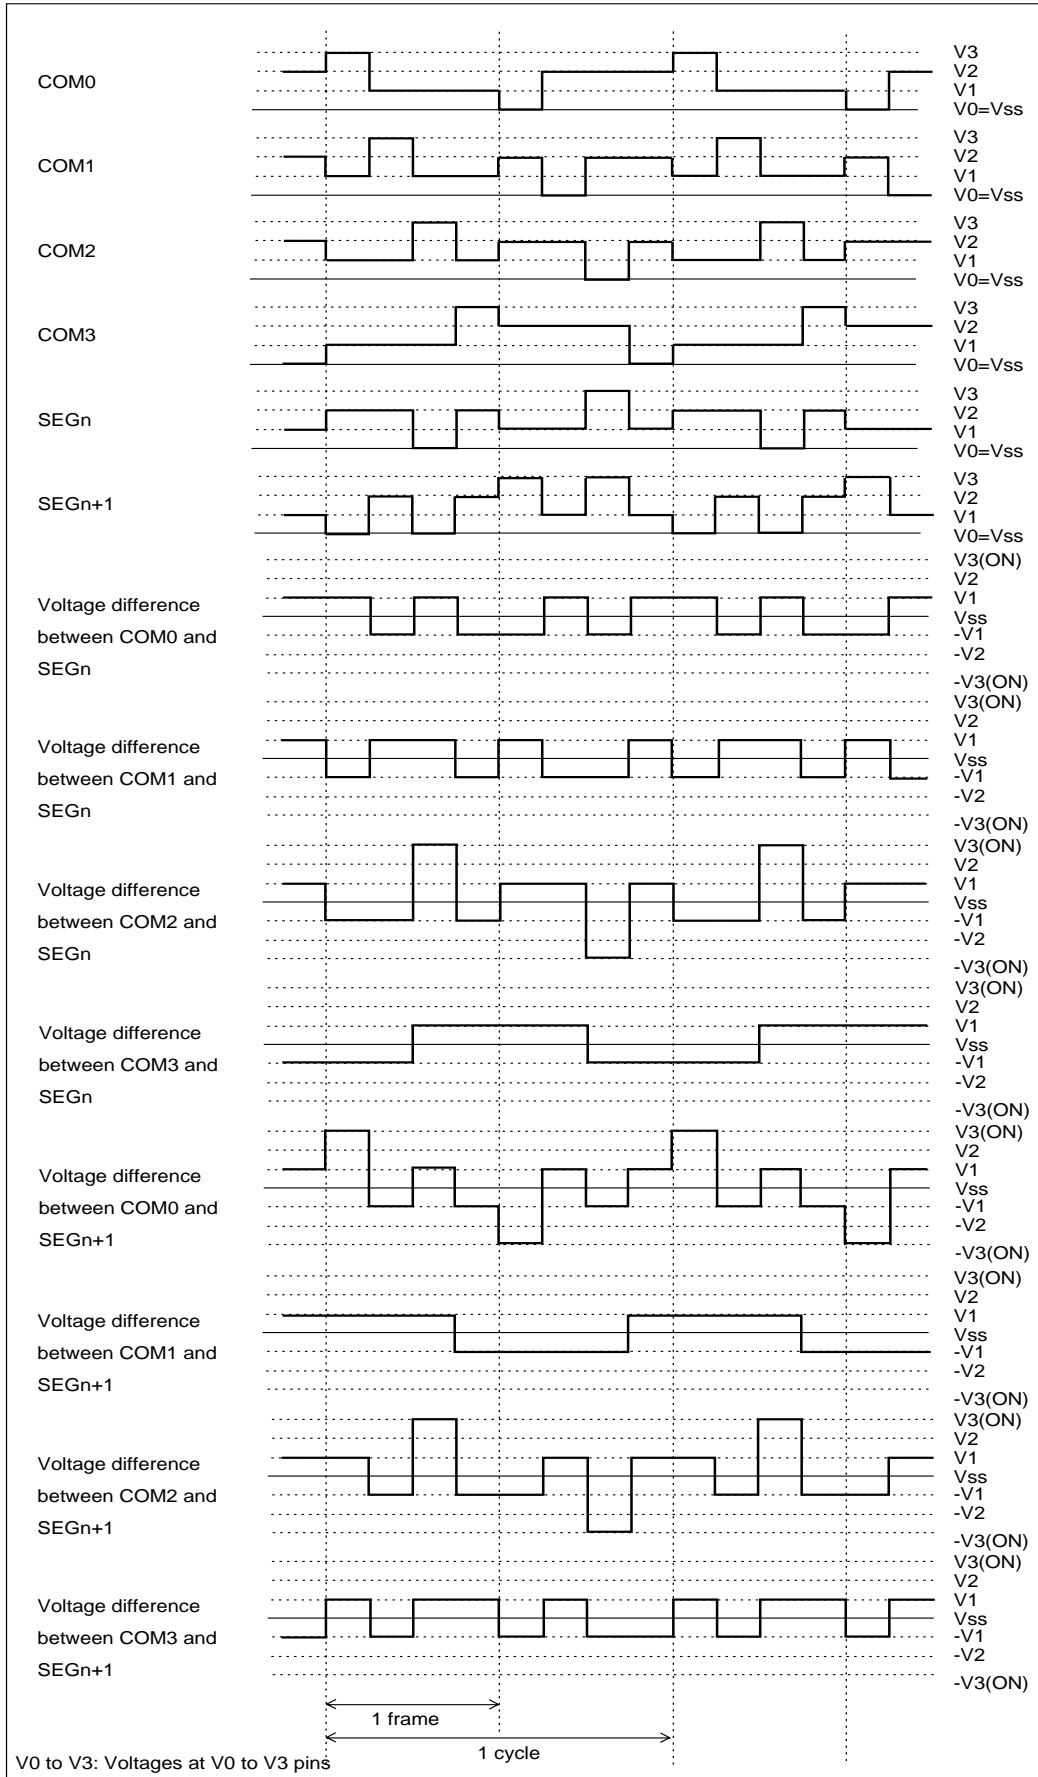 V3
COM0
V2
V1
V0=Vss
V3
COM1
V2
V1
V0=Vss
V3
COM2
V2
V1
V0=Vss
V3
COM3
V2
V1
V0=Vss
V3
SEGn
V2
V1
V0=Vss
V3
SEGn+1
V2
V1
V0=Vss
V3(ON)
V2
Voltage difference
between COM0 and
SEGn
V1
Vss
-V1
-V2
-V3(ON)
V3(ON)
V2
Voltage difference
between COM1 and
SEGn
V1
Vss
-V1
-V2
-V3(ON)
V3(ON)
V2
Voltage difference
between COM2 and
SEGn
V1
Vss
-V1
-V2
-V3(ON)
V3(ON)
V2
Voltage difference
between COM3 and
SEGn
V1
Vss
-V1
-V2
-V3(ON)
V3(ON)
V2
Voltage difference
between COM0 and
SEGn+1
V1
Vss
-V1
-V2
-V3(ON)
V3(ON)
V2
Voltage difference
between COM1 and
SEGn+1
V1
Vss
-V1
-V2
-V3(ON)
V3(ON)
V2
Voltage difference
between COM2 and
SEGn+1
V1
Vss
-V1
-V2
-V3(ON)
V3(ON)
V2
Voltage difference
between COM3 and
SEGn+1
V1
Vss
-V1
-V2
-V3(ON)
1 frame
1 cycle
V0 to V3: Voltages at V0 to V3 pins